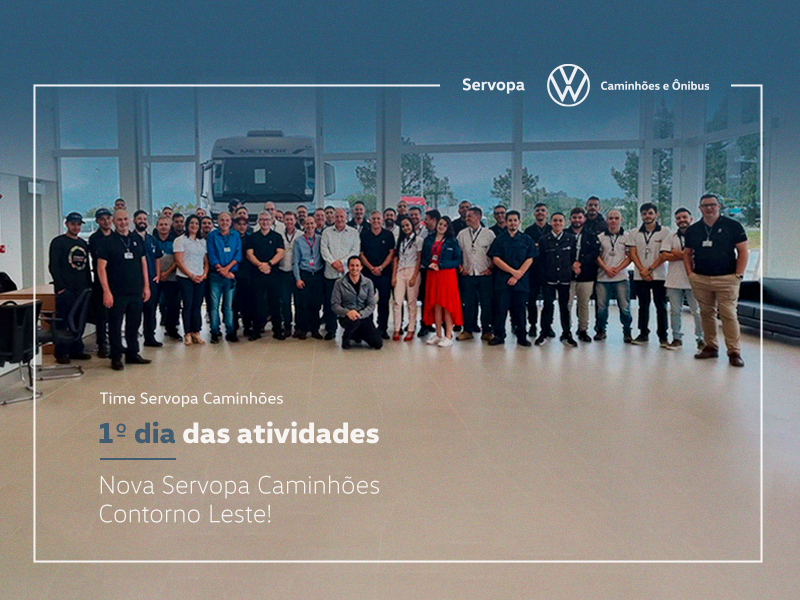 Servopa
Caminhões e Ônibus
METEOR
Time Servopa Caminhões
1º dia das atividades
Nova Servopa Caminhões
Contorno Leste!